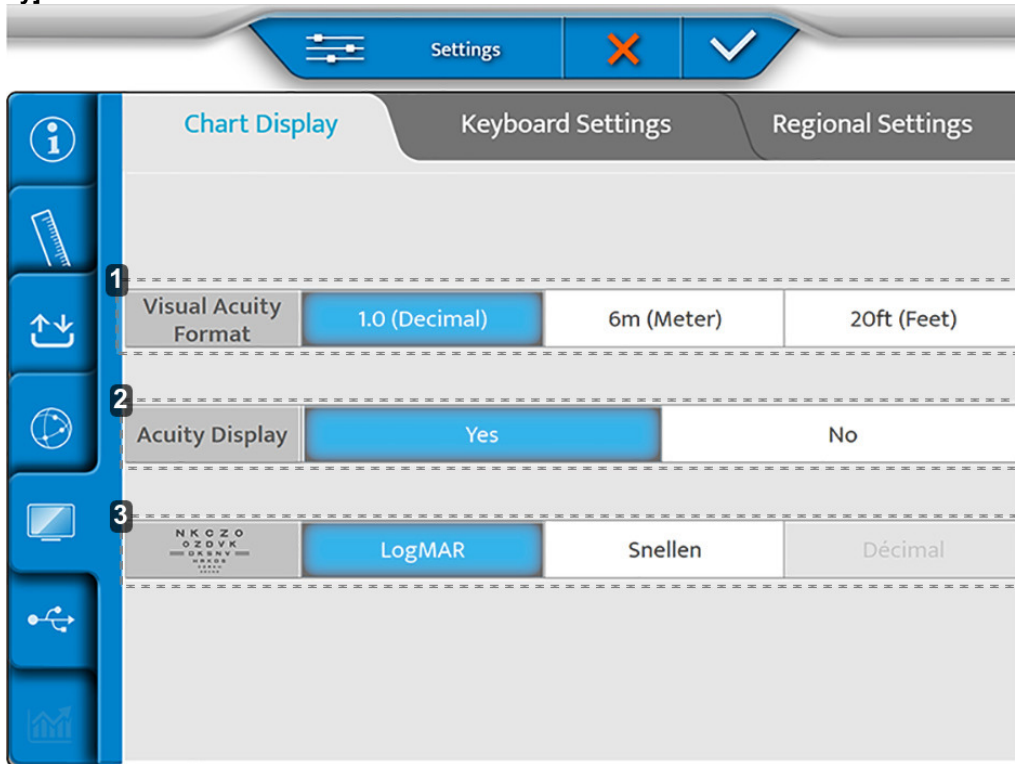 y]
Settings
Chart Display
Keyboard Settings
Regional Settings
1
Visual Acuity
Format
1.0 (Decimal)
6m (Meter)
20ft (Feet)
2
Acuity Display
Yes
No
3
N K C Z O
O Z D V K
D K S N V
LogMAR
Snellen
Décimal